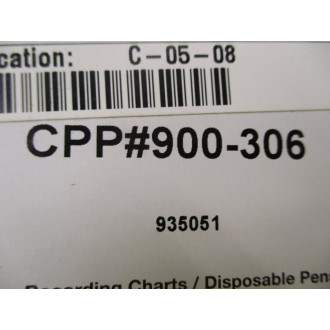 cation: C-05-08
CPP#900-306
935051
Recording Charts / Disposable Pen